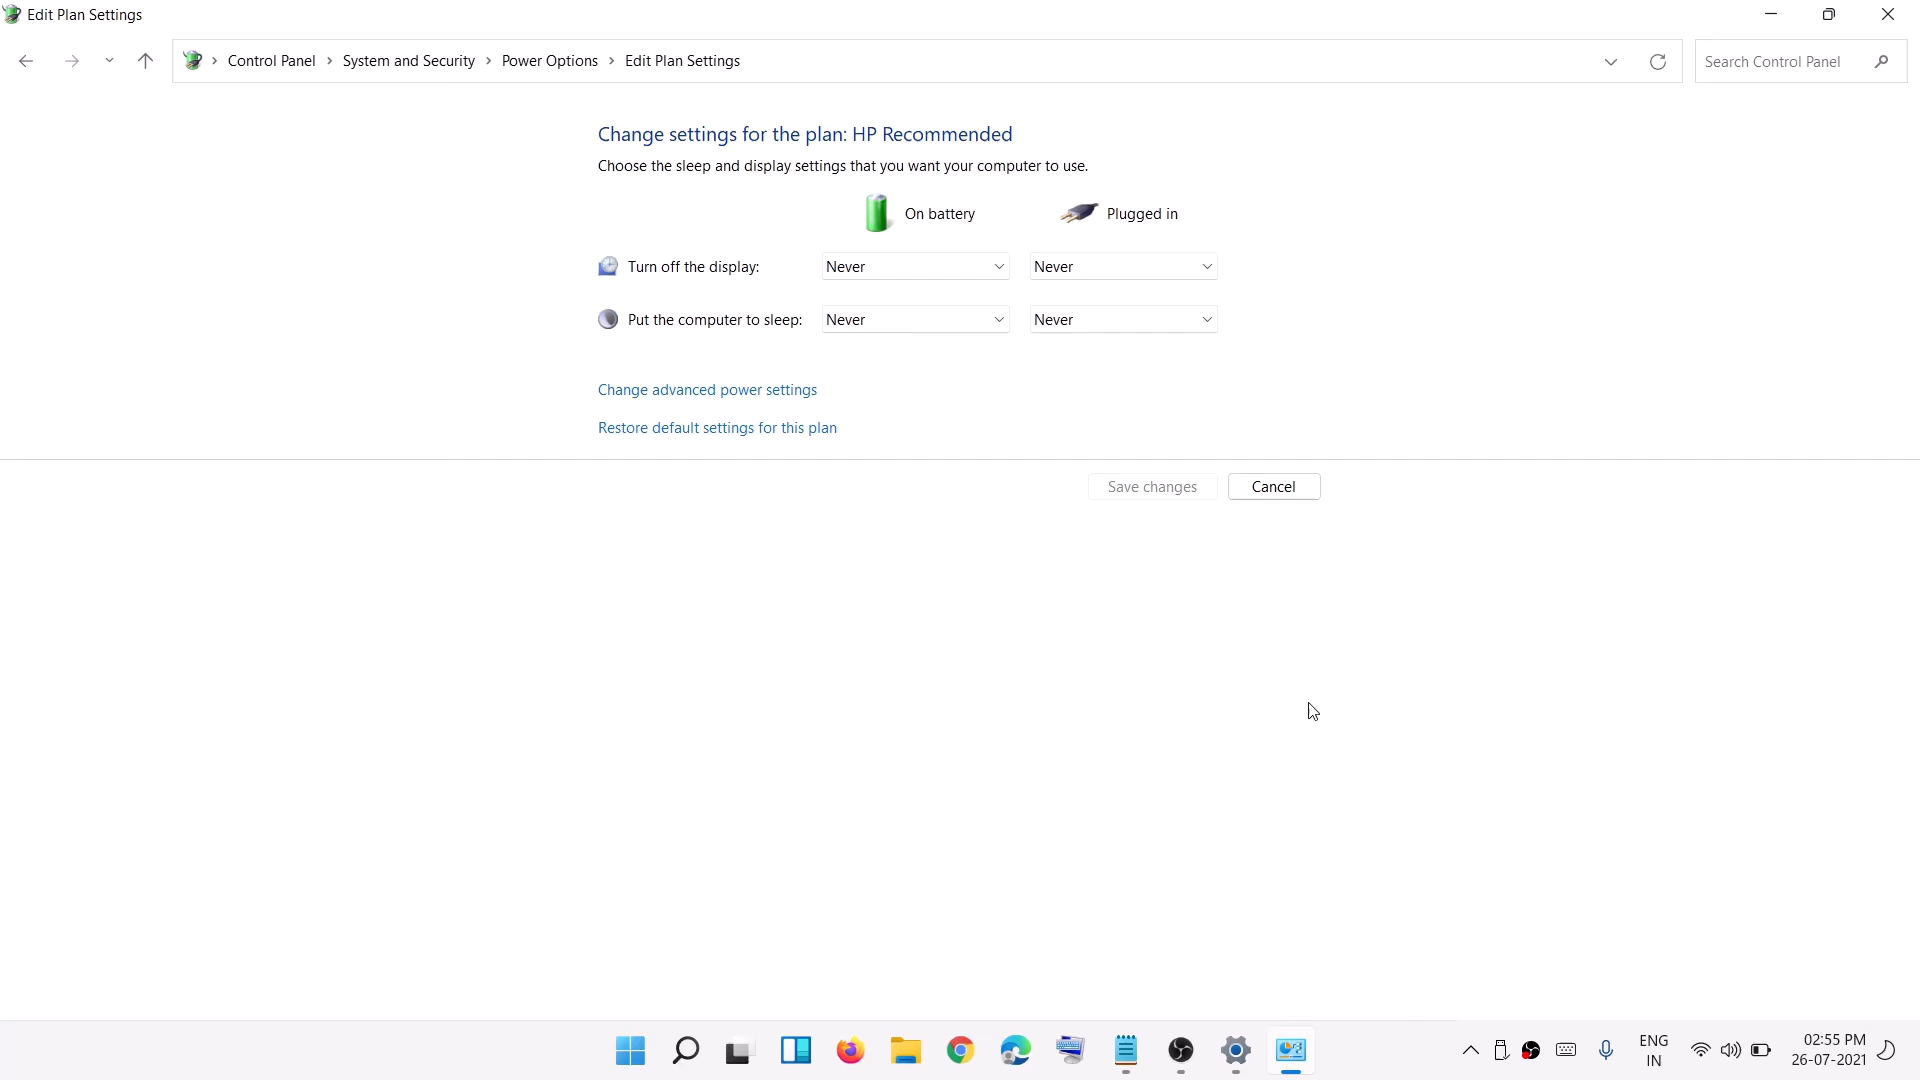 Edit Plan Settings
Control Panel > System and Security > Power Options > Edit Plan Settings
Search Control Panel
Change settings for the plan: HP Recommended
Choose the sleep and display settings that you want your computer to use.
On battery Plugged in
Turn off the display: Never Never
Put the computer to sleep: Never Never
Change advanced power settings
Restore default settings for this plan
Save changes Cancel
ENG 02:55 PM
IN 26-07-2021